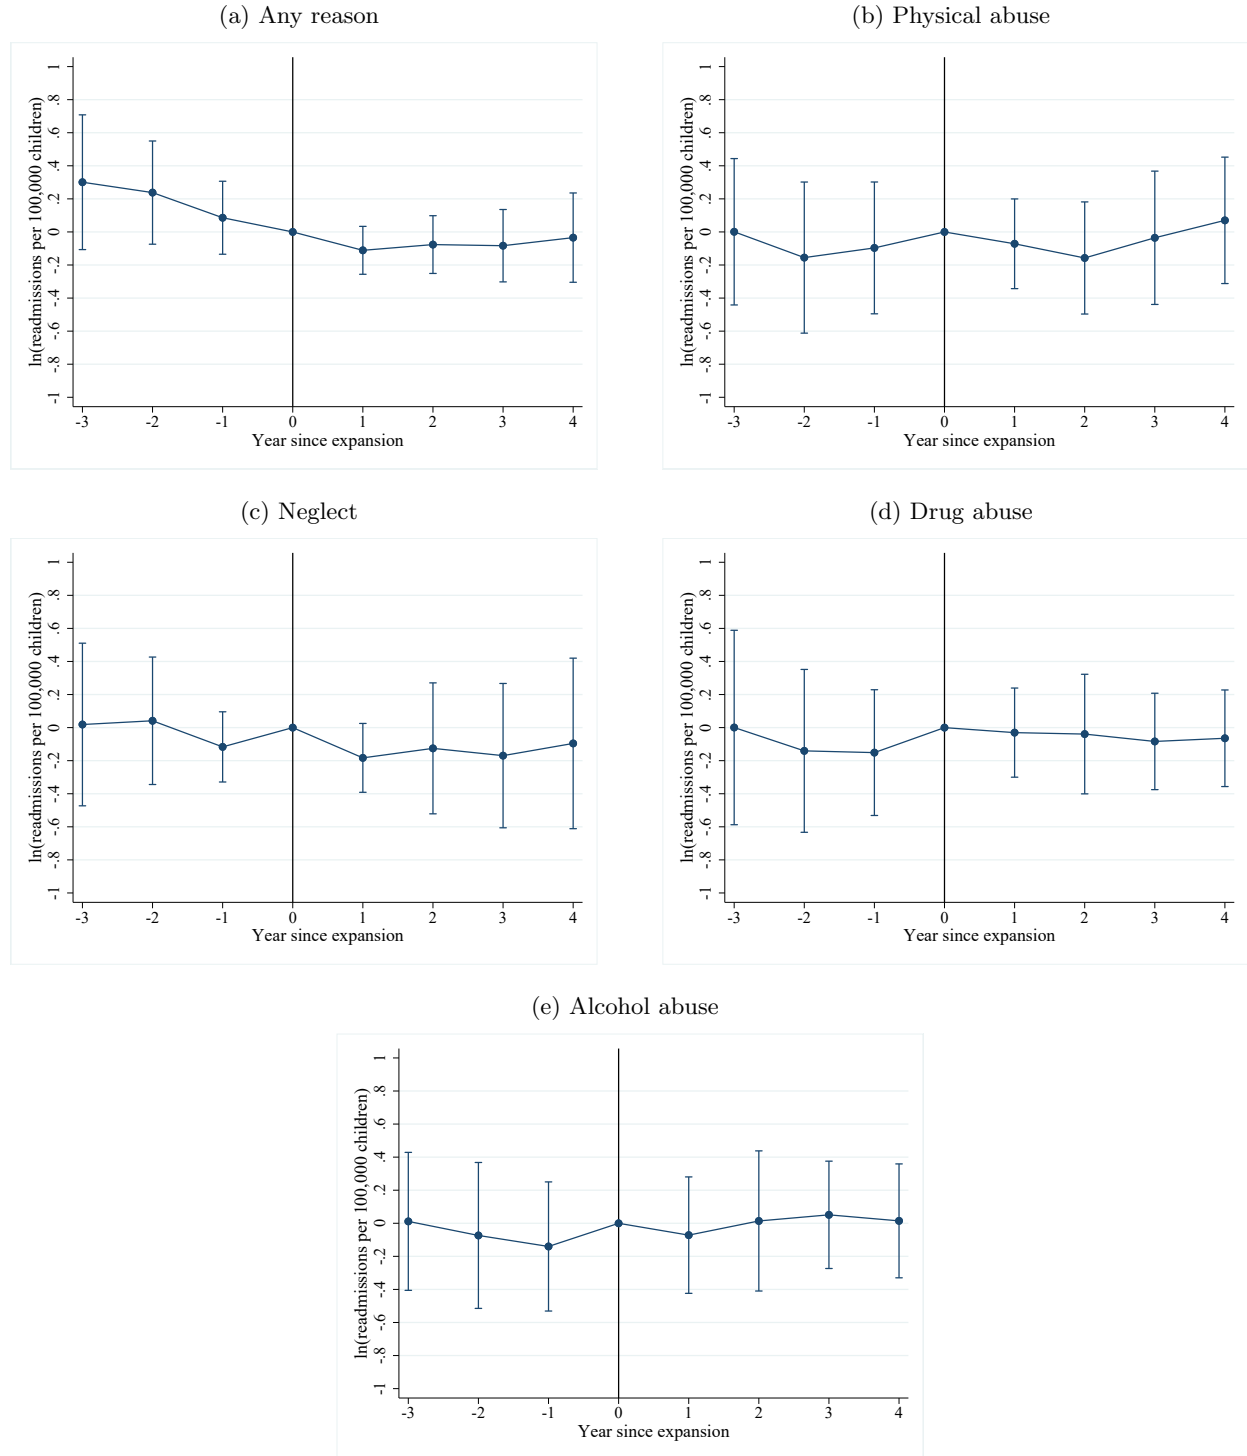 (a) Any reason
ln(readmissions per 100,000 children)
1
.8
.6
.4
.2
0
-.2
-.4
-.6
-.8
-1
-3 -2 -1 0 1 2 3 4
Year since expansion
(b) Physical abuse
ln(readmissions per 100,000 children)
1
.8
.6
.4
.2
0
-.2
-.4
-.6
-.8
-1
-3 -2 -1 0 1 2 3 4
Year since expansion
(c) Neglect
ln(readmissions per 100,000 children)
1
.8
.6
.4
.2
0
-.2
-.4
-.6
-.8
-1
-3 -2 -1 0 1 2 3 4
Year since expansion
(d) Drug abuse
ln(readmissions per 100,000 children)
1
.8
.6
.4
.2
0
-.2
-.4
-.6
-.8
-1
-3 -2 -1 0 1 2 3 4
Year since expansion
(e) Alcohol abuse
ln(readmissions per 100,000 children)
1
.8
.6
.4
.2
0
-.2
-.4
-.6
-.8
-1
-3 -2 -1 0 1 2 3 4
Year since expansion